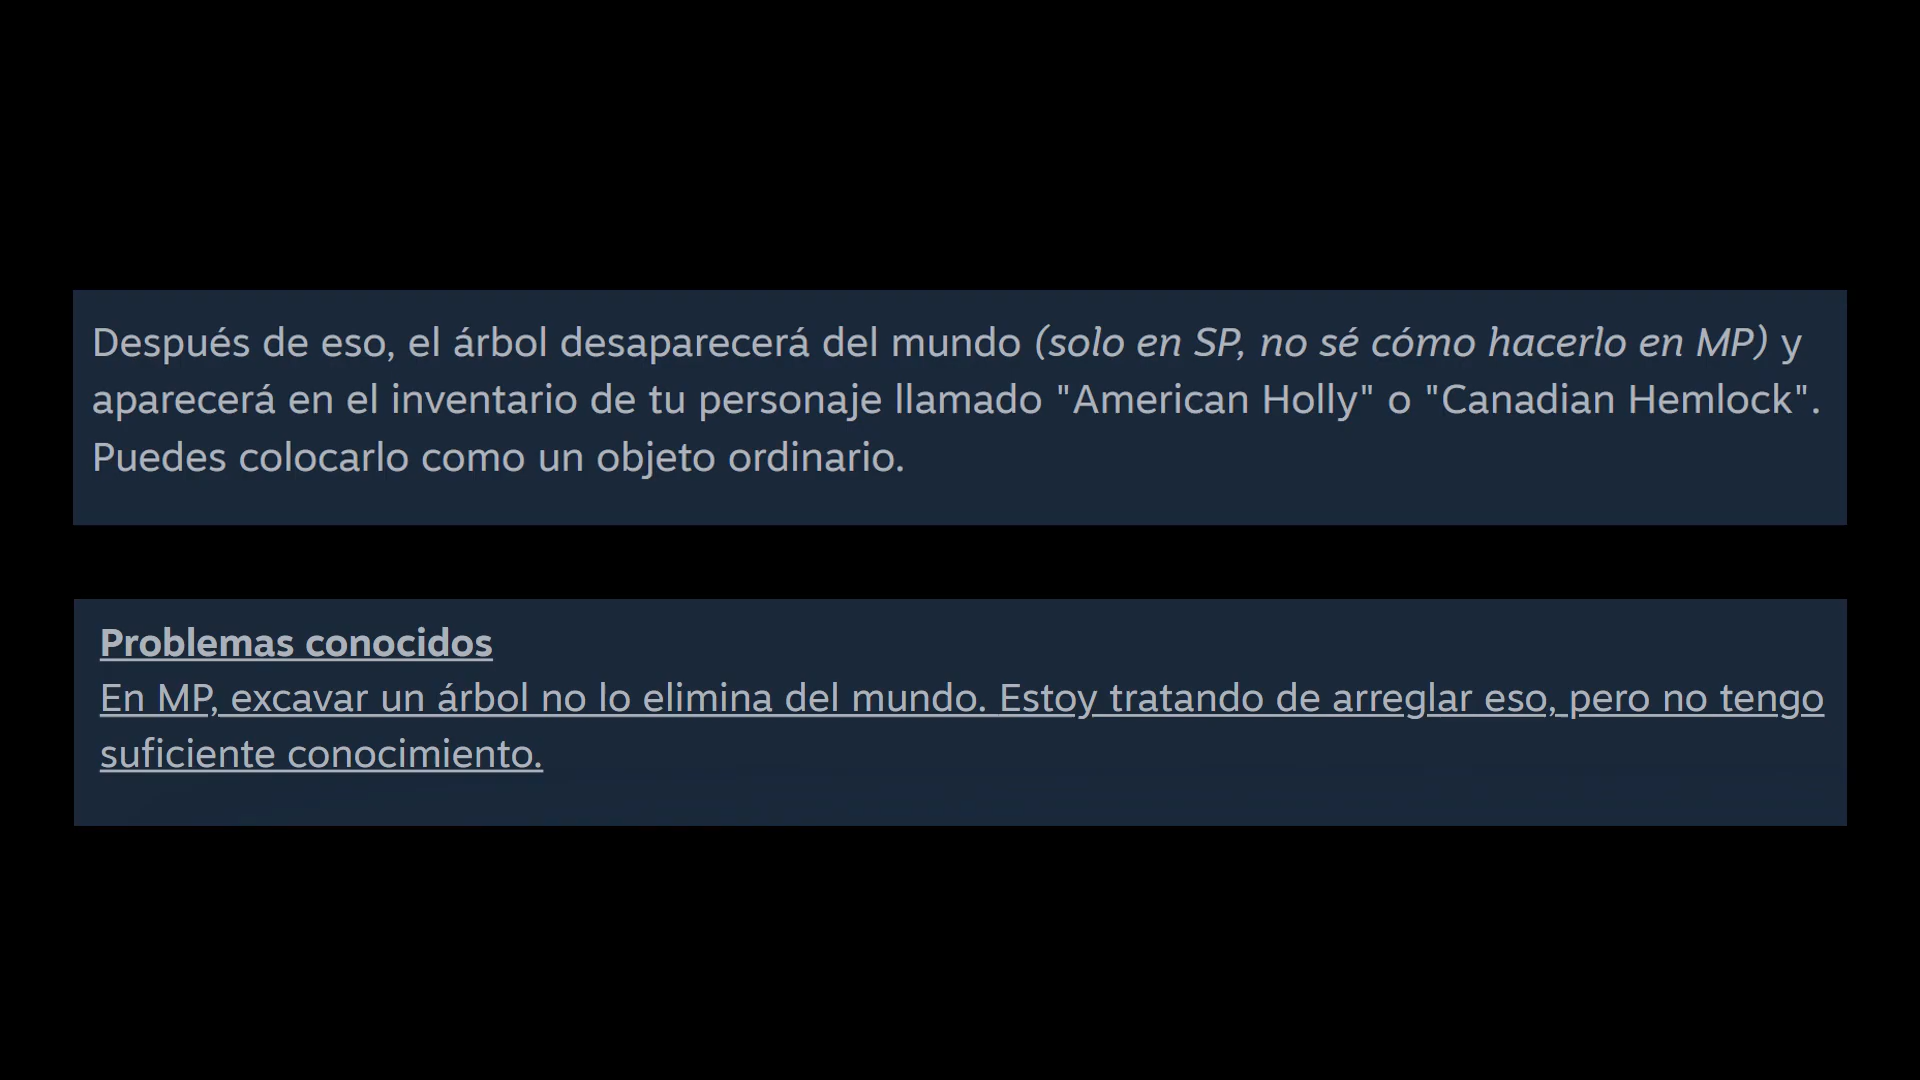 Después de eso, el árbol desaparecerá del mundo (solo en SP, no sé cómo hacerlo en MP) y
aparecerá en el inventario de tu personaje llamado "American Holly" o "Canadian Hemlock".
Puedes colocarlo como un objeto ordinario.
Problemas conocidos
En MP, excavar un árbol no lo elimina del mundo. Estoy tratando de arreglar eso, pero no tengo
suficiente conocimiento.